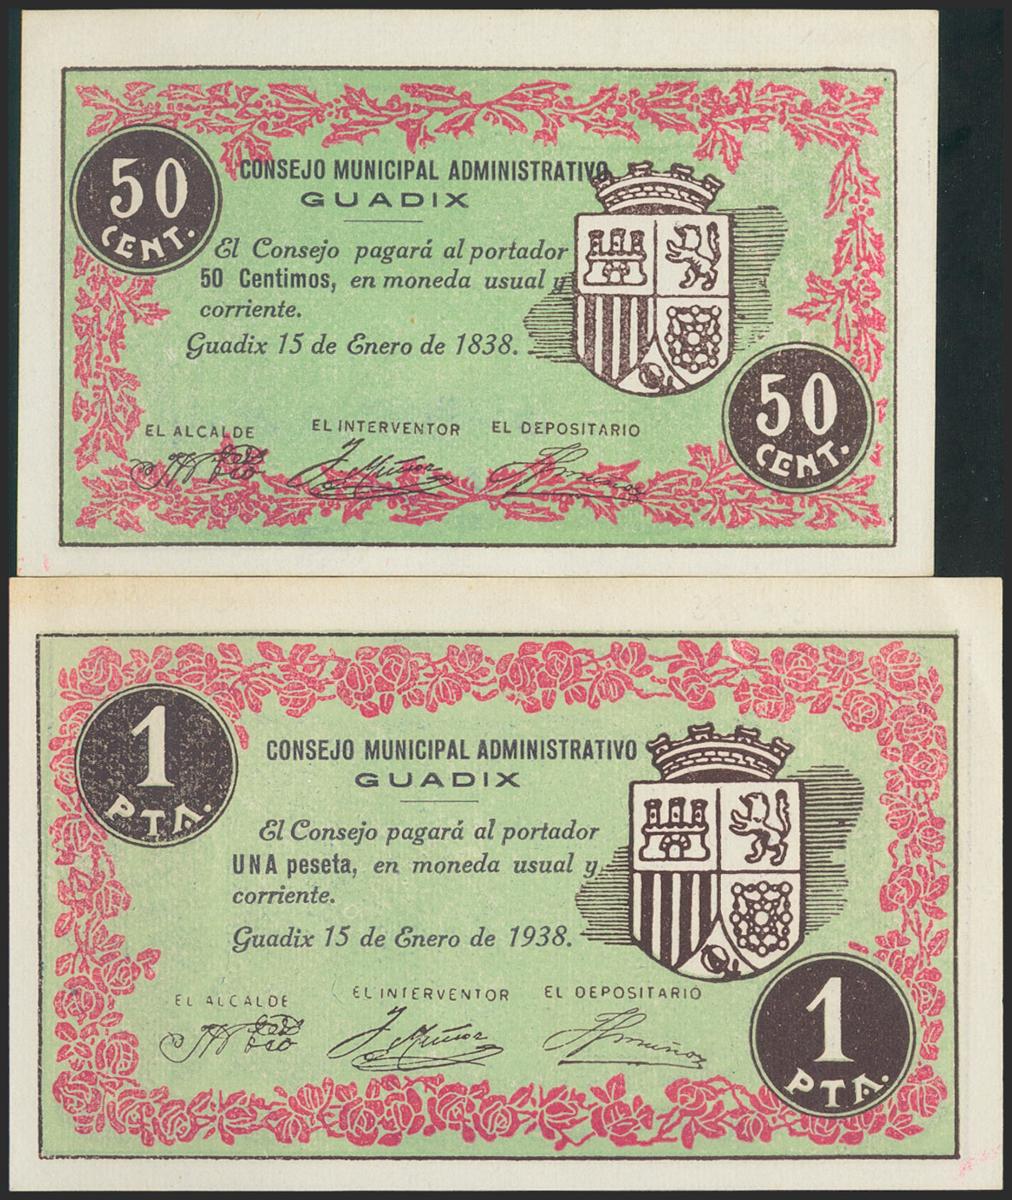 50
CENT.
CONSEJO MUNICIPAL ADMINISTRATIVO
GUADIX
El Consejo pagará al portador
50 Centimos, en moneda usual y
corriente.
Guadix 15 de Enero de 1838.
EL ALCALDE EL INTERVENTOR EL DEPOSITARIO
J. Muñoz
50
CENT.
1
PTA.
CONSEJO MUNICIPAL ADMINISTRATIVO
GUADIX
El Consejo pagará al portador
UNA peseta, en moneda usual y
corriente.
Guadix 15 de Enero de 1938.
EL ALCALDE EL INTERVENTOR EL DEPOSITARIO
J. Muñoz
1
PTA.